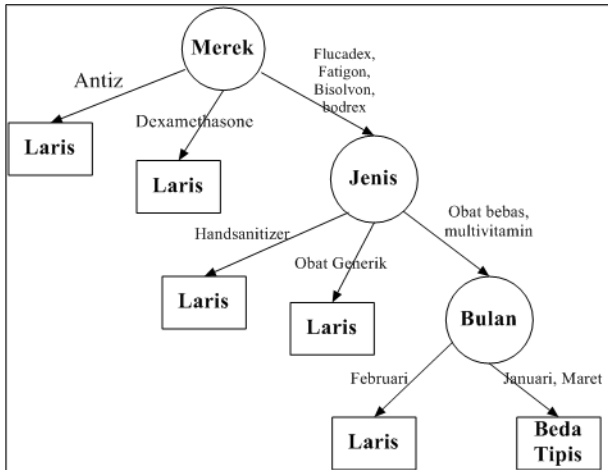 Merek
Flucadex,
Fatigon,
Bisolvon,
bodrex
Antiz
Dexamethasone
Laris
Laris
Jenis
Handsanitizer
Obat Generik
Obat bebas,
multivitamin
Laris
Laris
Bulan
Februari
Januari, Maret
Laris
Beda
Tipis